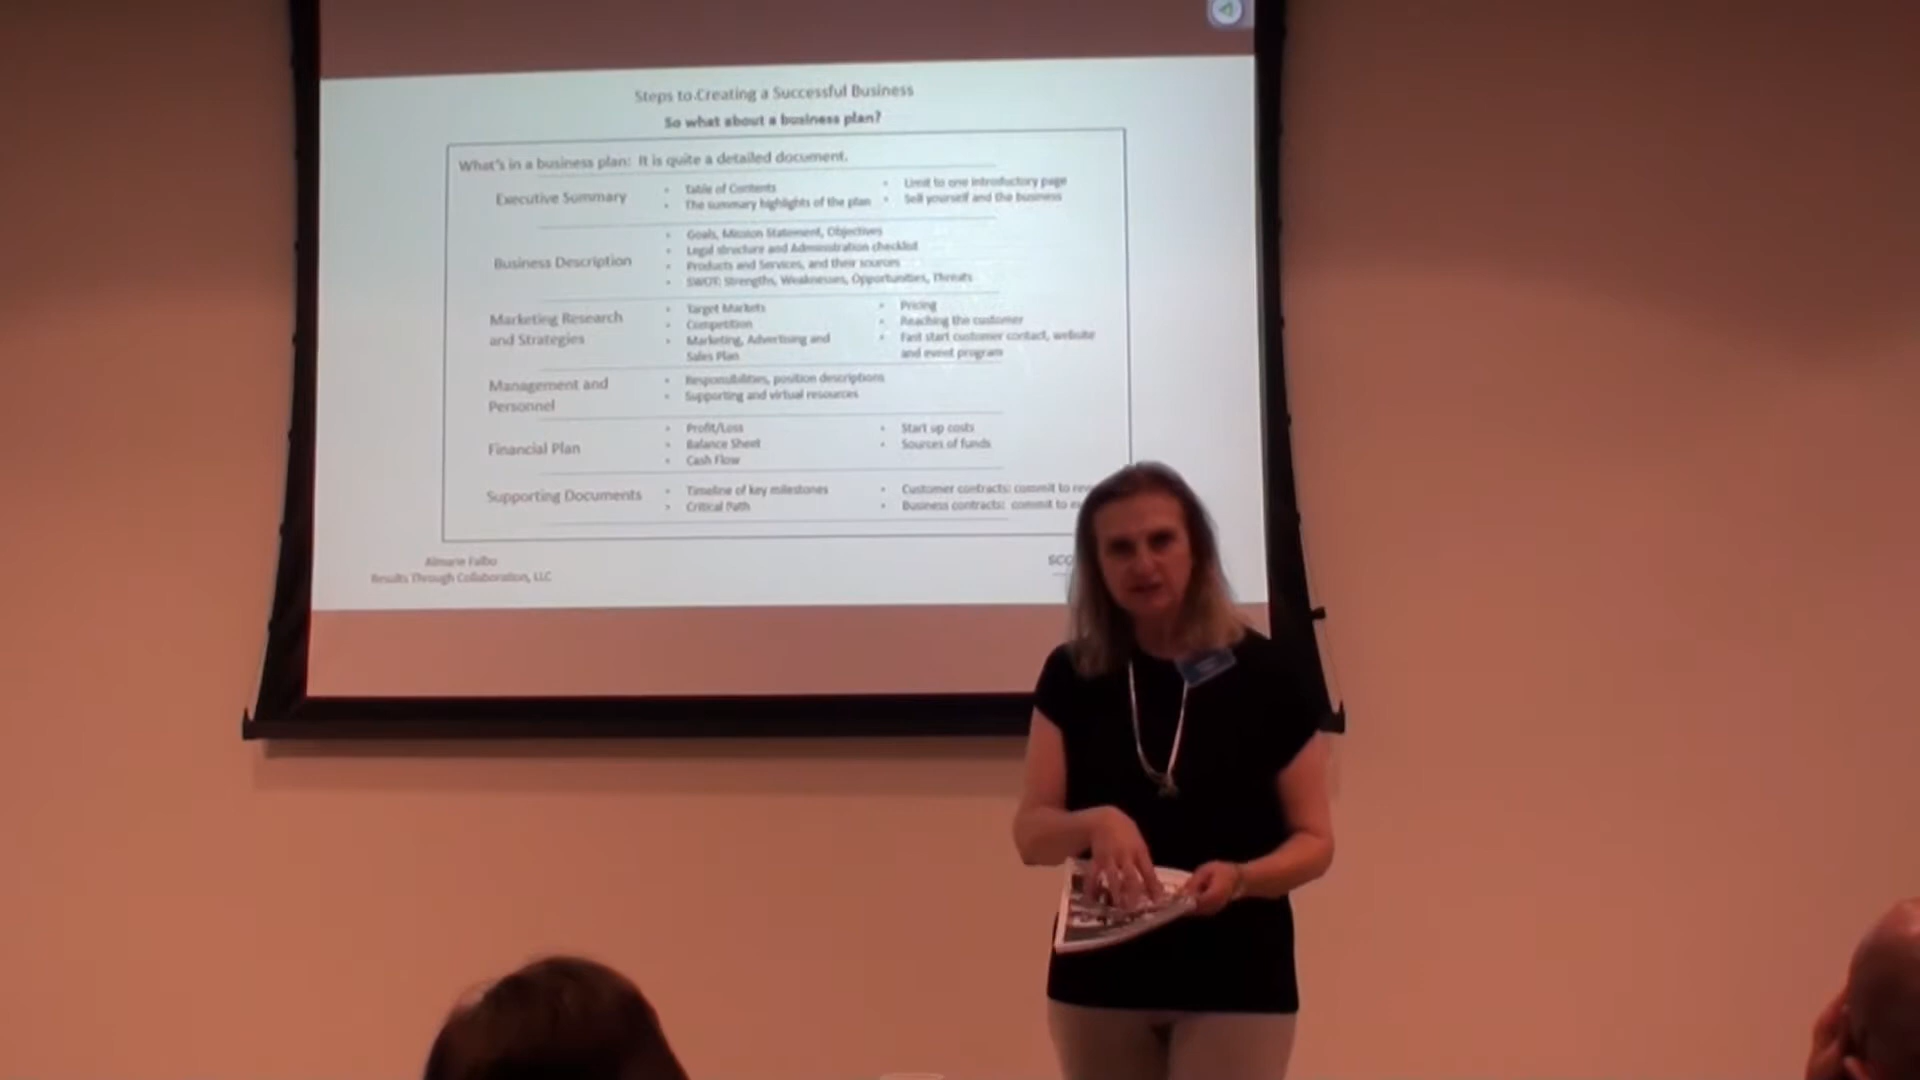 Steps to Creating a Successful Business
So what about a business plan?
What's in a business plan: It is quite a detailed document.
Executive Summary
• Table of Contents
• The summary highlights of the plan
• Limit to one introductory page
• Sell yourself and the business
Business Description
• Goals, Mission Statement, Objectives
• Legal structure and Administration checklist
• Products and Services, and their sources
• SWOT: Strengths, Weaknesses, Opportunities, Threats
Marketing Research
and Strategies
• Target Markets
• Competition
• Marketing, Advertising and
Sales Plan
• Pricing
• Reaching the customer
• Fast start customer contact, website
and event program
Management and
Personnel
• Responsibilities, position descriptions
• Supporting and virtual resources
Financial Plan
• Profit/Loss
• Balance Sheet
• Cash Flow
• Start up costs
• Sources of funds
Supporting Documents
• Timeline of key milestones
• Critical Path
• Customer contracts: commit to
• Business contracts: commit to
Almarie Falbo
Results Through Collaboration, LLC